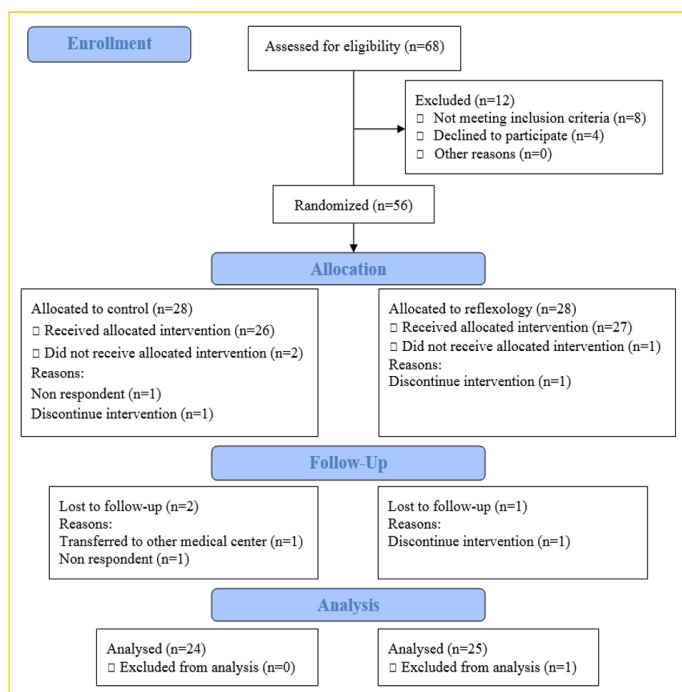 Enrollment
Assessed for eligibility (n=68)
Excluded (n=12)
▯ Not meeting inclusion criteria (n=8)
▯ Declined to participate (n=4)
▯ Other reasons (n=0)
Randomized (n=56)
Allocation
Allocated to control (n=28)
▯ Received allocated intervention (n=26)
▯ Did not receive allocated intervention (n=2)
Reasons:
Non respondent (n=1)
Discontinue intervention (n=1)
Allocated to reflexology (n=28)
▯ Received allocated intervention (n=27)
▯ Did not receive allocated intervention (n=1)
Reasons:
Discontinue intervention (n=1)
Follow-Up
Lost to follow-up (n=2)
Reasons:
Transferred to other medical center (n=1)
Non respondent (n=1)
Lost to follow-up (n=1)
Reasons:
Discontinue intervention (n=1)
Analysis
Analysed (n=24)
▯ Excluded from analysis (n=0)
Analysed (n=25)
▯ Excluded from analysis (n=1)